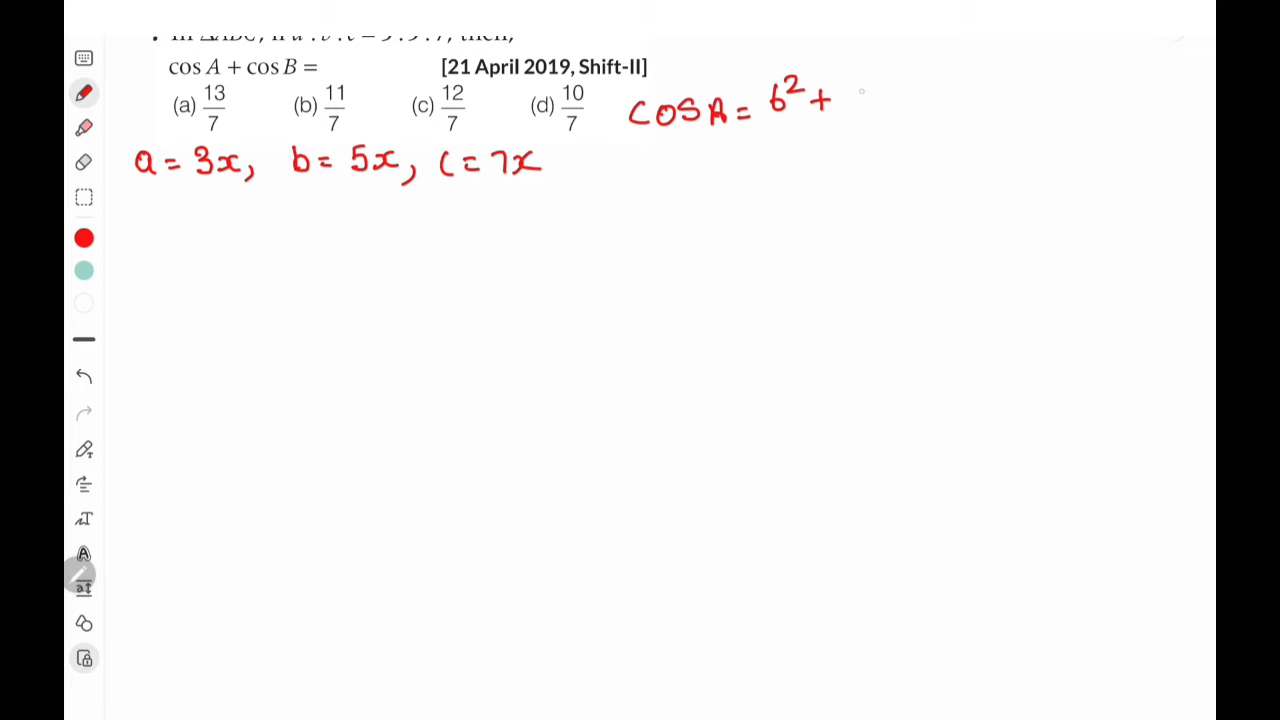 cos A + cos B = [21 April 2019, Shift-II]
(a) 13/7 (b) 11/7 (c) 12/7 (d) 10/7
COSA = b² +
a = 3x, b = 5x, c = 7x